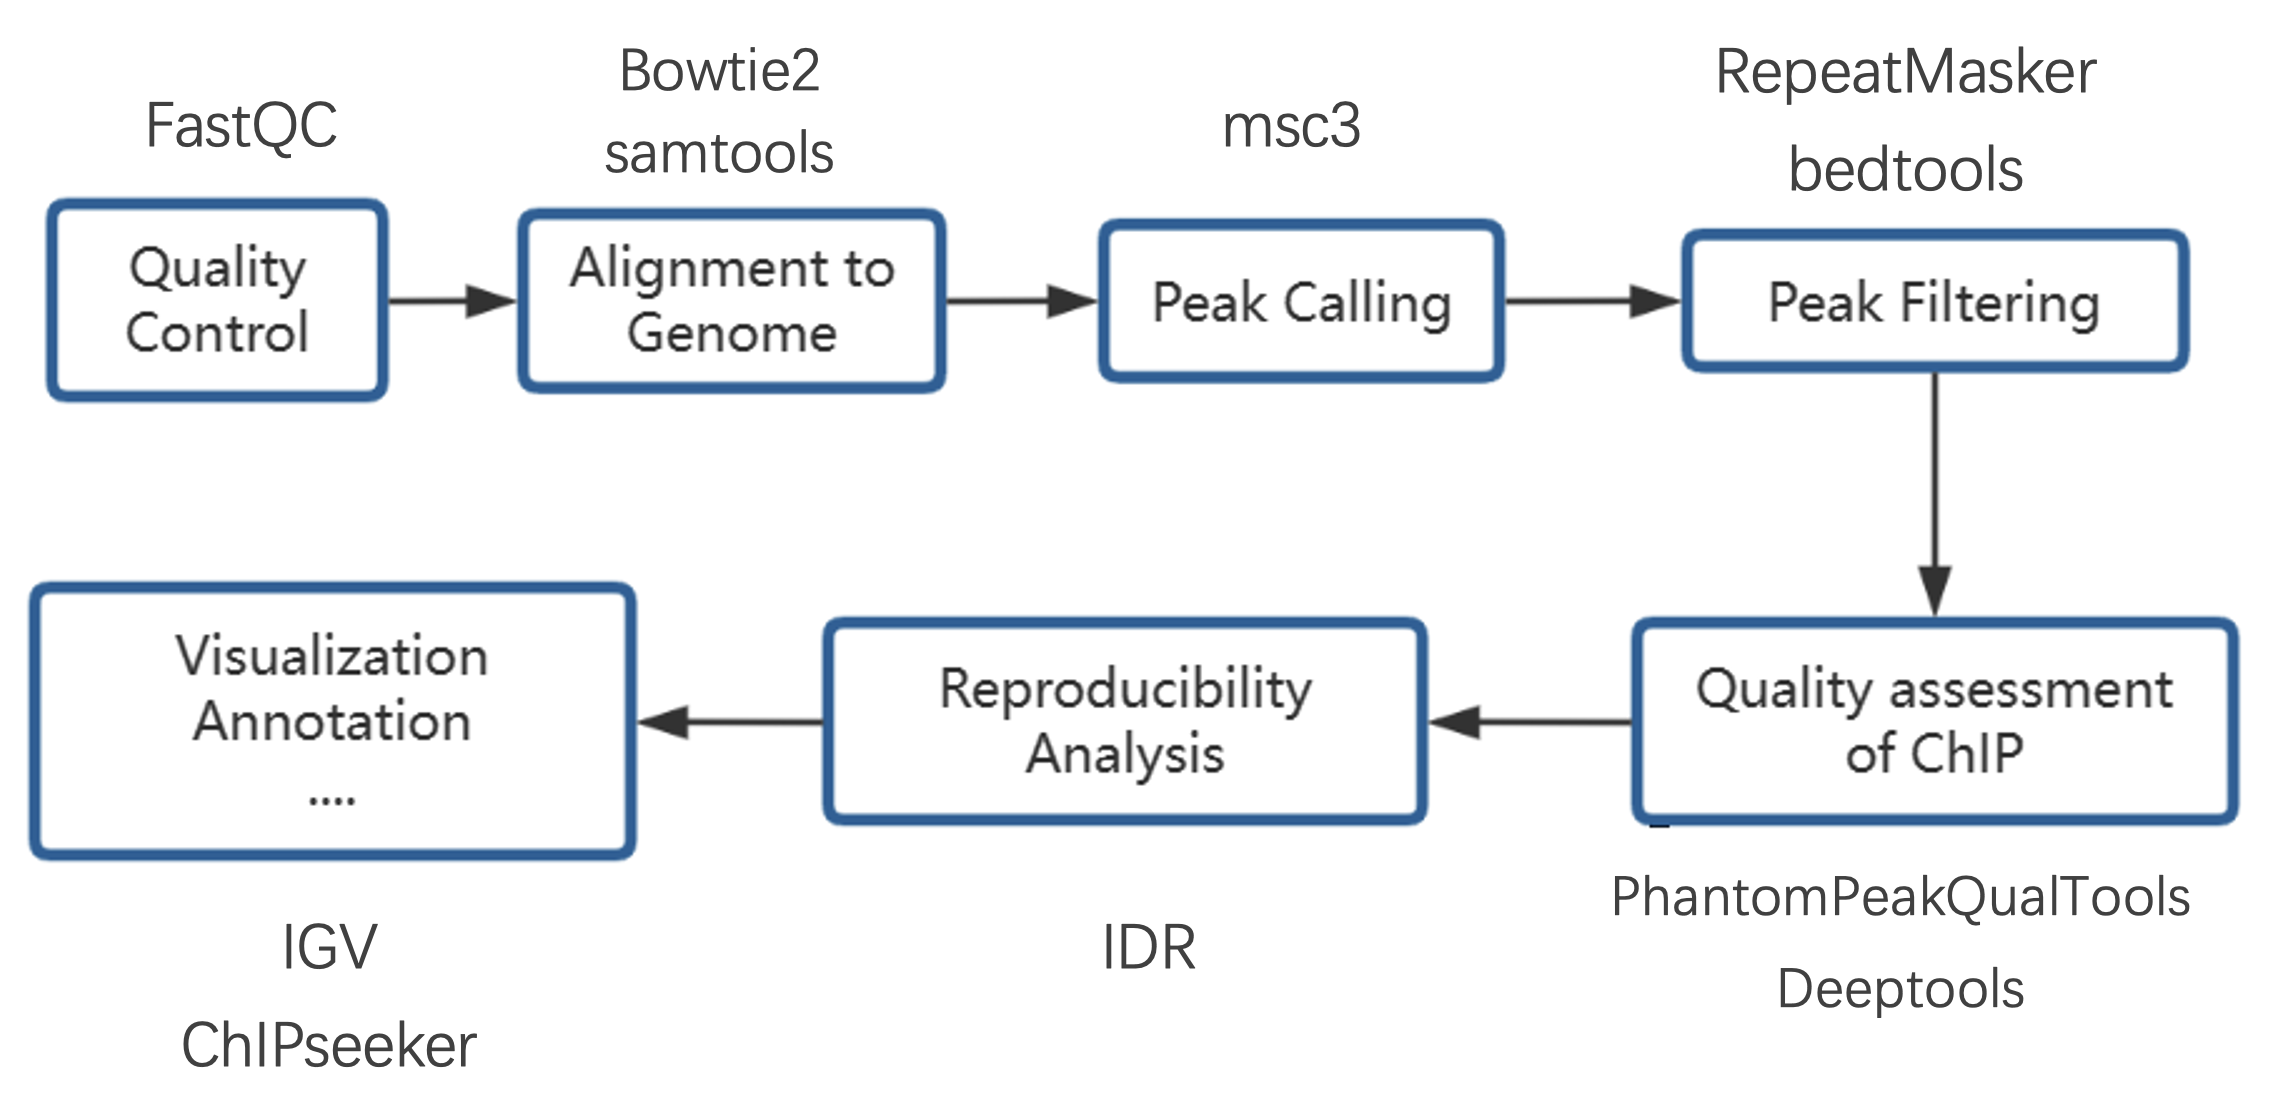 FastQC
Quality
Control
Bowtie2
samtools
Alignment to
Genome
msc3
Peak Calling
RepeatMasker
bedtools
Peak Filtering
Quality assessment
of ChIP
PhantomPeakQualTools
Deeptools
Reproducibility
Analysis
IDR
Visualization
Annotation
....
IGV
ChIPseeker